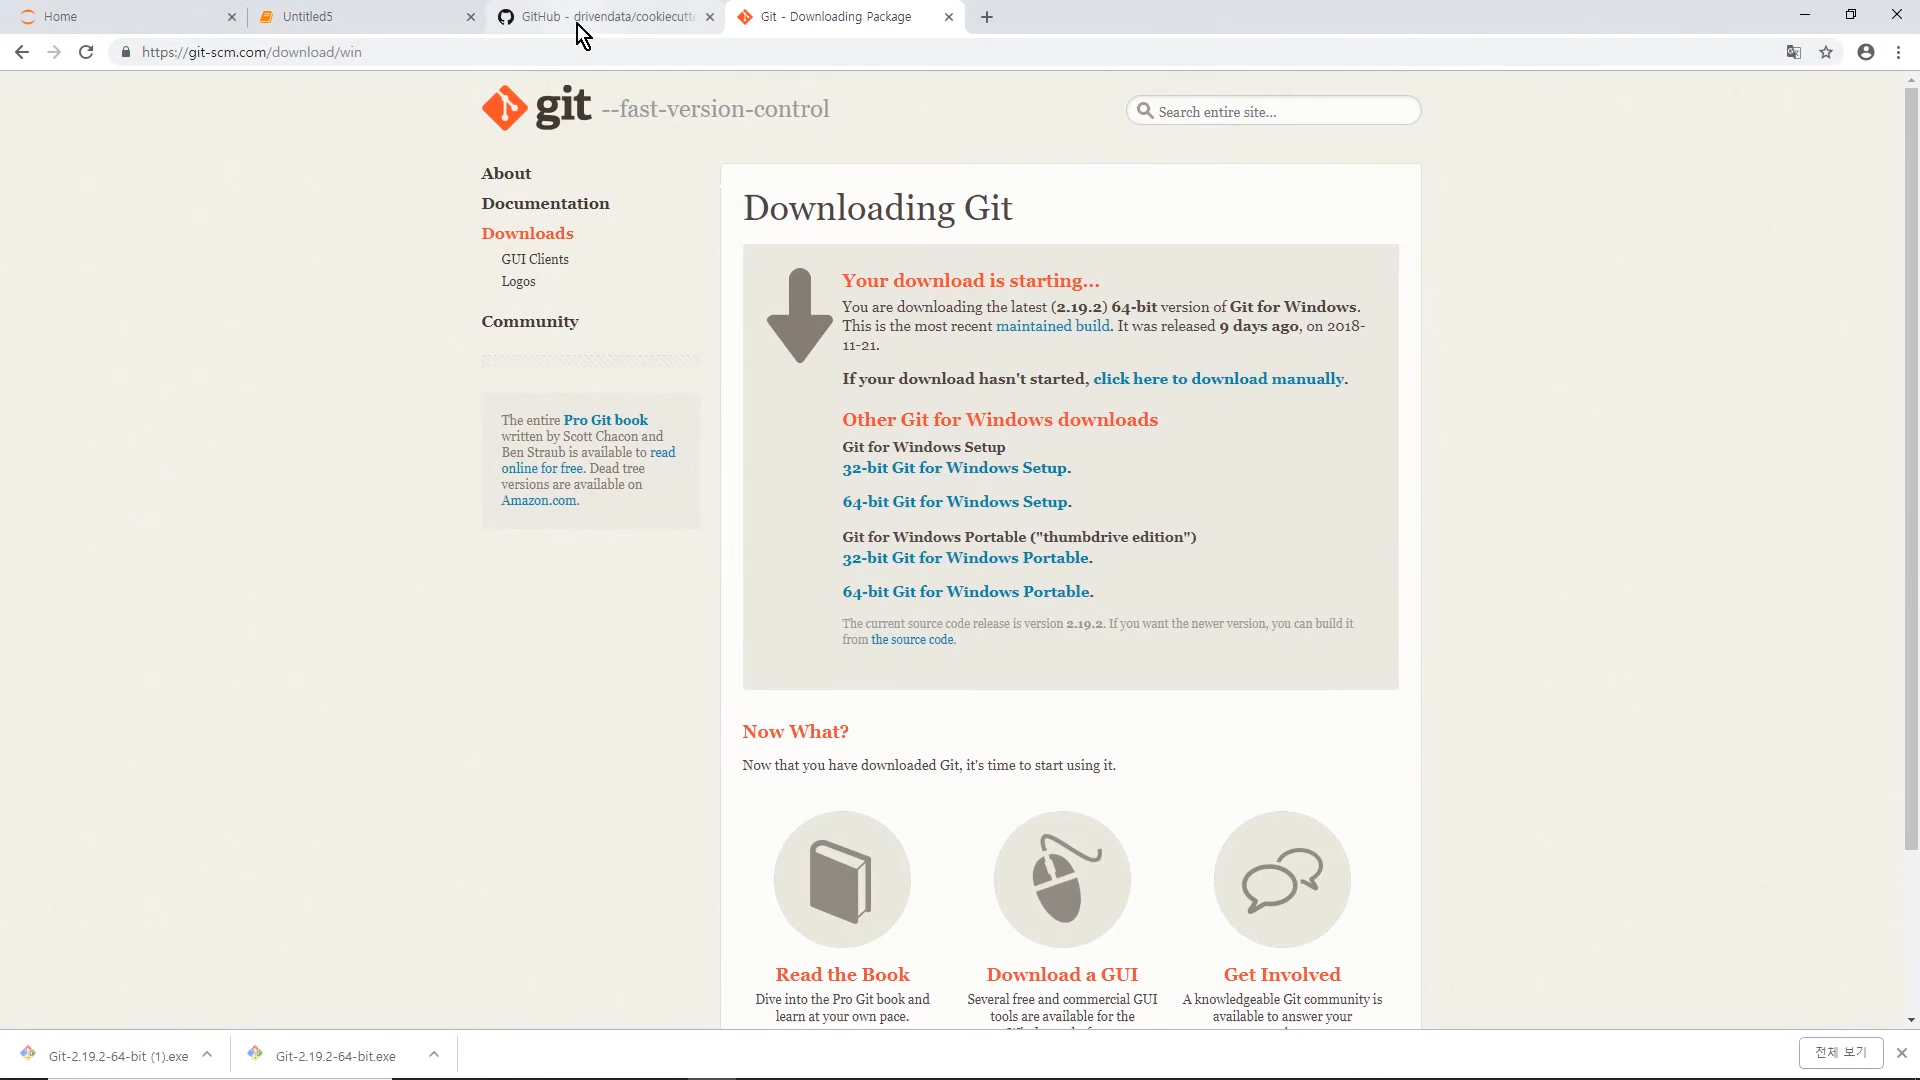 Home
Untitled5
GitHub - drivendata/cookiecutte
Git - Downloading Package
https://git-scm.com/download/win
git --fast-version-control
Search entire site...
About
Documentation
Downloads
GUI Clients
Logos
Community
The entire Pro Git book
written by Scott Chacon and
Ben Straub is available to read
online for free. Dead tree
versions are available on
Amazon.com.
Downloading Git
Your download is starting...
You are downloading the latest (2.19.2) 64-bit version of Git for Windows.
This is the most recent maintained build. It was released 9 days ago, on 2018-
11-21.
If your download hasn't started, click here to download manually.
Other Git for Windows downloads
Git for Windows Setup
32-bit Git for Windows Setup.
64-bit Git for Windows Setup.
Git for Windows Portable ("thumbdrive edition")
32-bit Git for Windows Portable.
64-bit Git for Windows Portable.
The current source code release is version 2.19.2. If you want the newer version, you can build it
from the source code.
Now What?
Now that you have downloaded Git, it's time to start using it.
Read the Book
Dive into the Pro Git book and
learn at your own pace.
Download a GUI
Several free and commercial GUI
tools are available for the
Get Involved
A knowledgeable Git community is
available to answer your
Git-2.19.2-64-bit (1).exe
Git-2.19.2-64-bit.exe
전체 보기